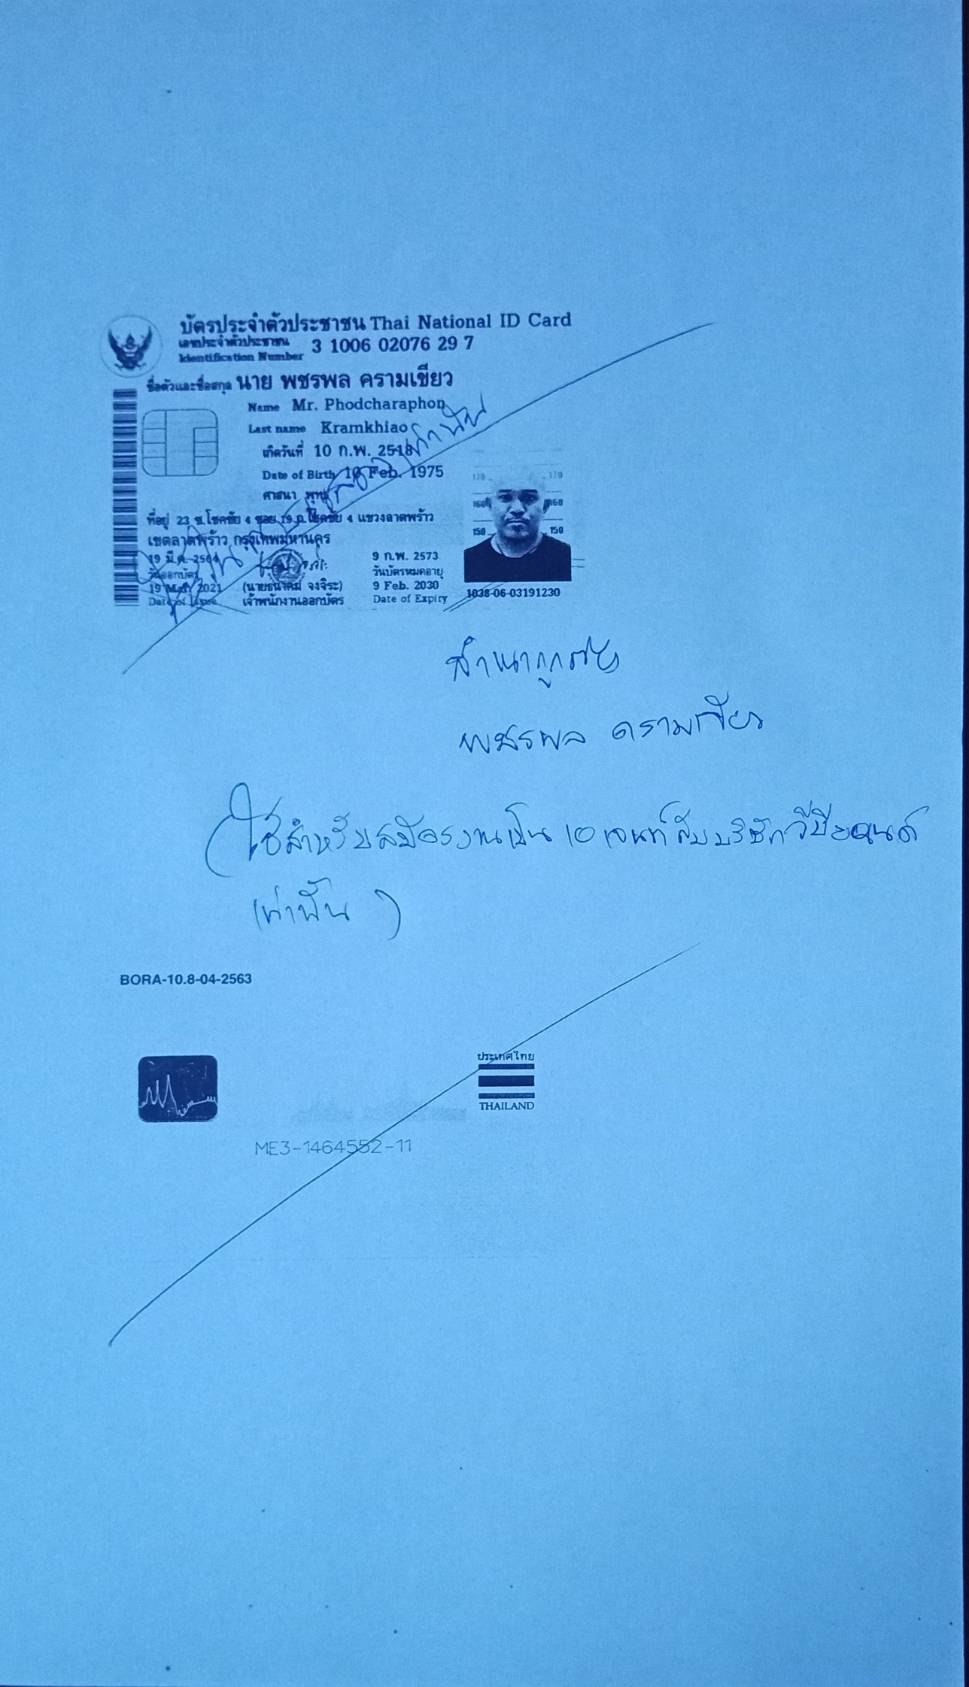 บัตรประจำตัวประชาชน Thai National ID Card
เลขประจำตัวประชาชน
Identification Number
3 1006 02076 29 7
ชื่อตัวและชื่อสกุล นาย พชรพล ครามเขียว
Name Mr. Phodcharaphon
Last name Kramkhiao
เกิดวันที่ 10 ก.พ. 2518
Date of Birth 10 Feb. 1975
ศาสนา พุทธ
ที่อยู่ 23 ซ.โชคชัย 4 ซอย 19 ถ.โชคชัย 4 แขวงลาดพร้าว
เขตลาดพร้าว กรุงเทพมหานคร
19 มี.ค. 2564
วันออกบัตร
19 Mar. 2021
Date of Issue
(นายธนาคม จงจิระ)
เจ้าพนักงานออกบัตร
9 ก.พ. 2573
วันบัตรหมดอายุ
9 Feb. 2030
Date of Expiry
170 170
160 160
150 150
1038-06-03191230
สำเนาถูกต้อง
พชรพล ครามเขียว
(ใช้สำหรับสมัครงานเป็น เอเจนท์ กับบริษัท
เท่านั้น)
BORA-10.8-04-2563
ประเทศไทย
THAILAND
ME3-1464552-11